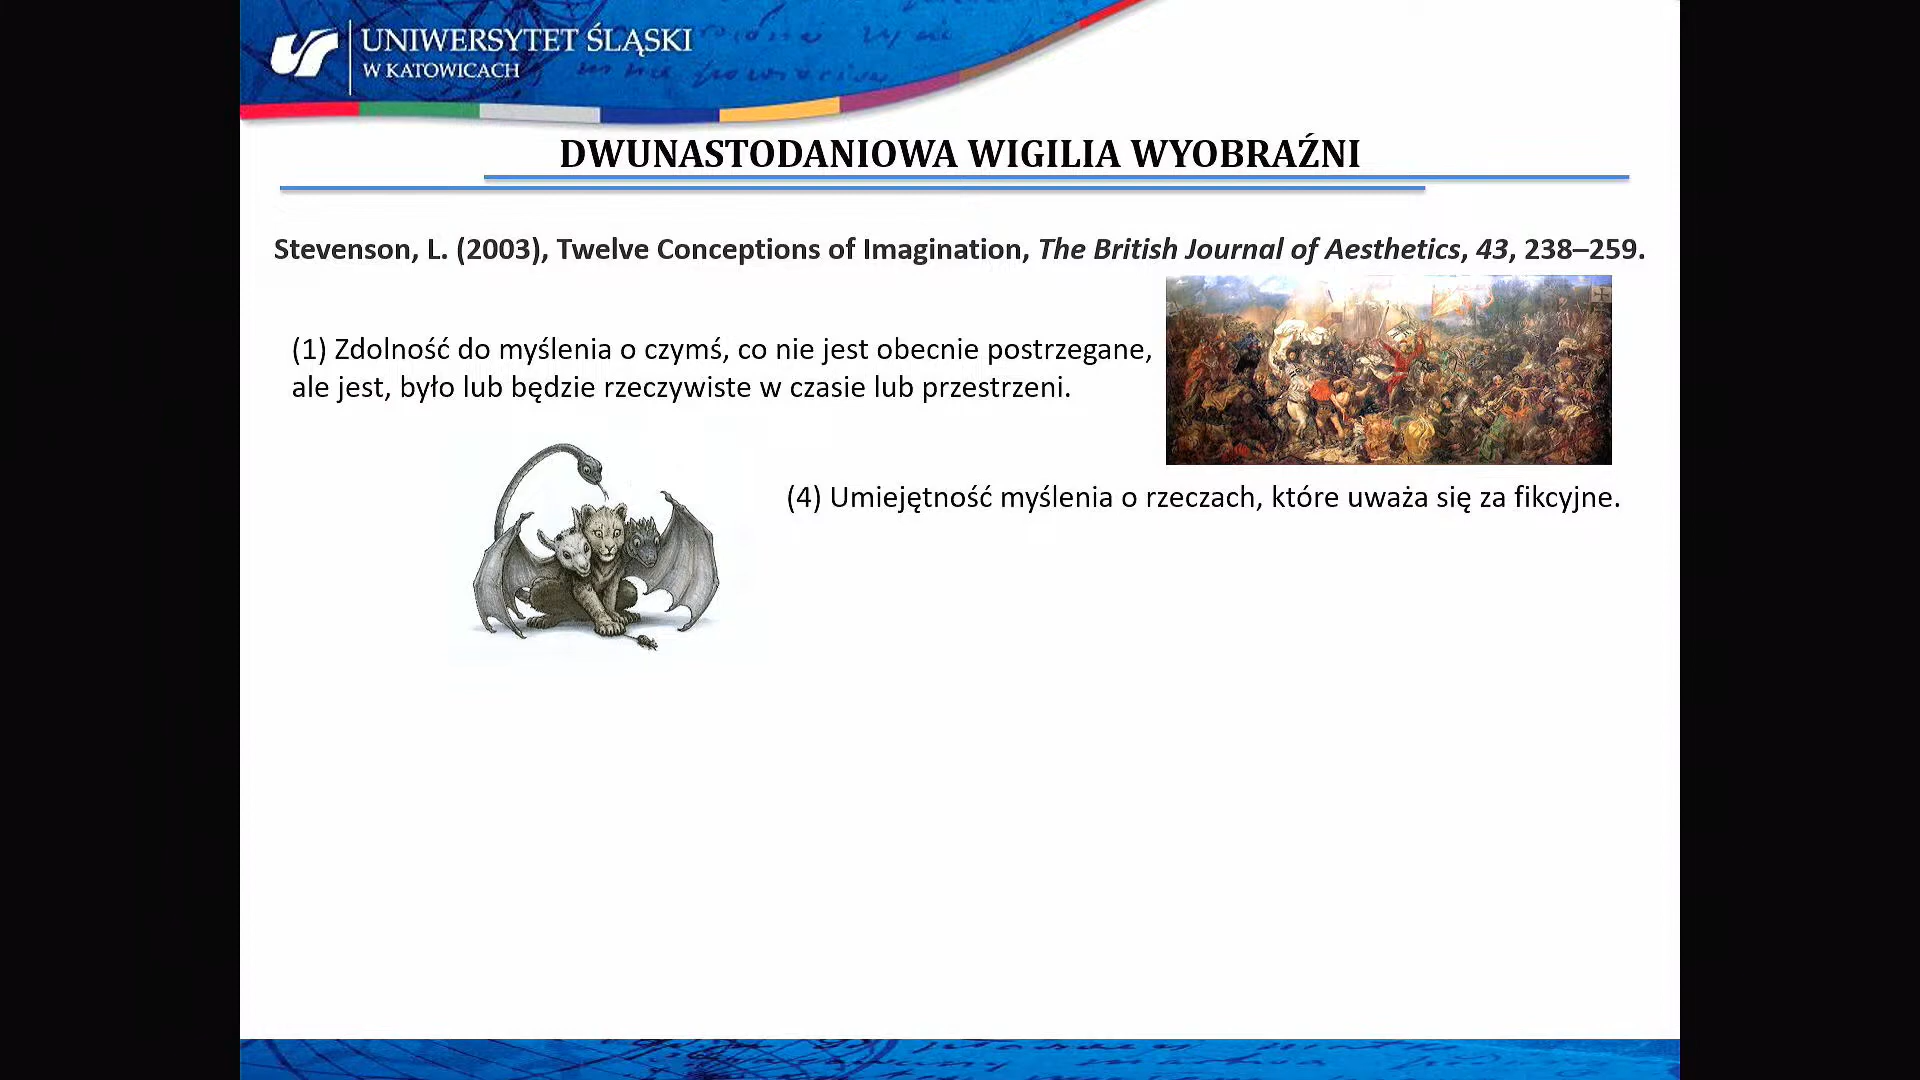 UNIWERSYTET ŚLĄSKI
W KATOWICACH
DWUNASTODANIOWA WIGILIA WYOBRAŹNI
Stevenson, L. (2003), Twelve Conceptions of Imagination, The British Journal of Aesthetics, 43, 238–259.
(1) Zdolność do myślenia o czymś, co nie jest obecnie postrzegane,
ale jest, było lub będzie rzeczywiste w czasie lub przestrzeni.
(4) Umiejętność myślenia o rzeczach, które uważa się za fikcyjne.